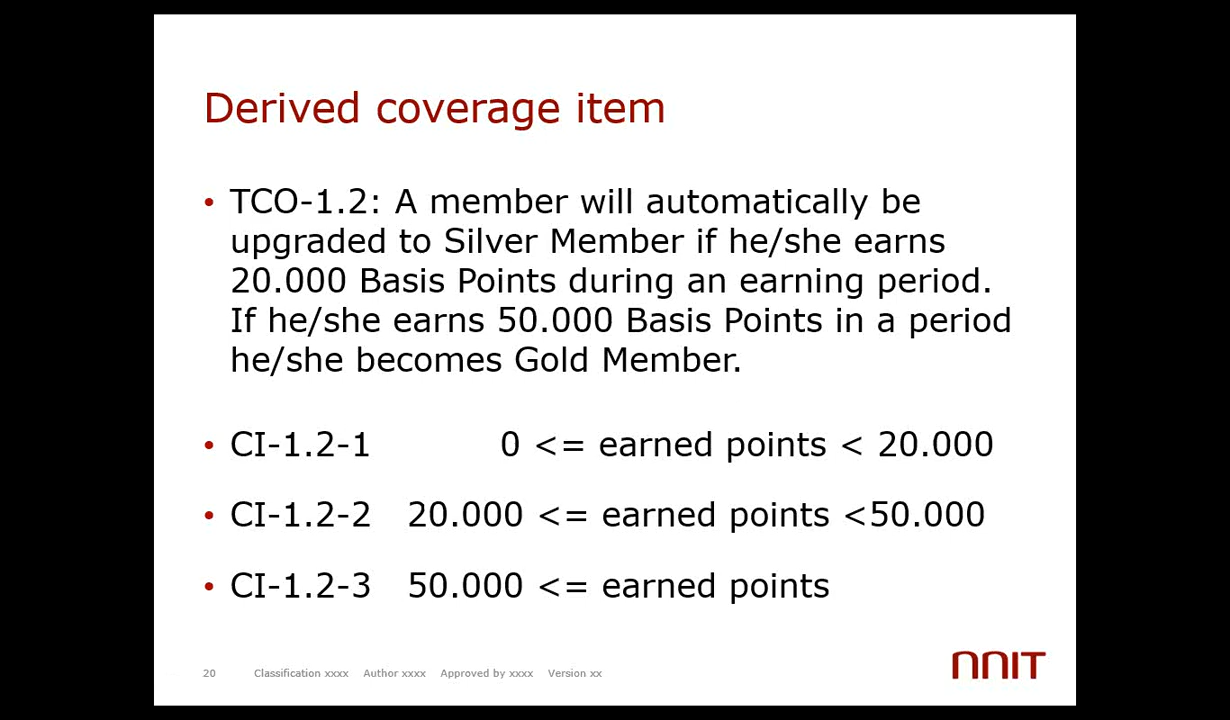 Derived coverage item
• TCO-1.2: A member will automatically be
upgraded to Silver Member if he/she earns
20.000 Basis Points during an earning period.
If he/she earns 50.000 Basis Points in a period
he/she becomes Gold Member.
• CI-1.2-1 0 <= earned points < 20.000
• CI-1.2-2 20.000 <= earned points <50.000
• CI-1.2-3 50.000 <= earned points
20 Classification xxxx Author xxxx Approved by xxxx Version xx
NNIT